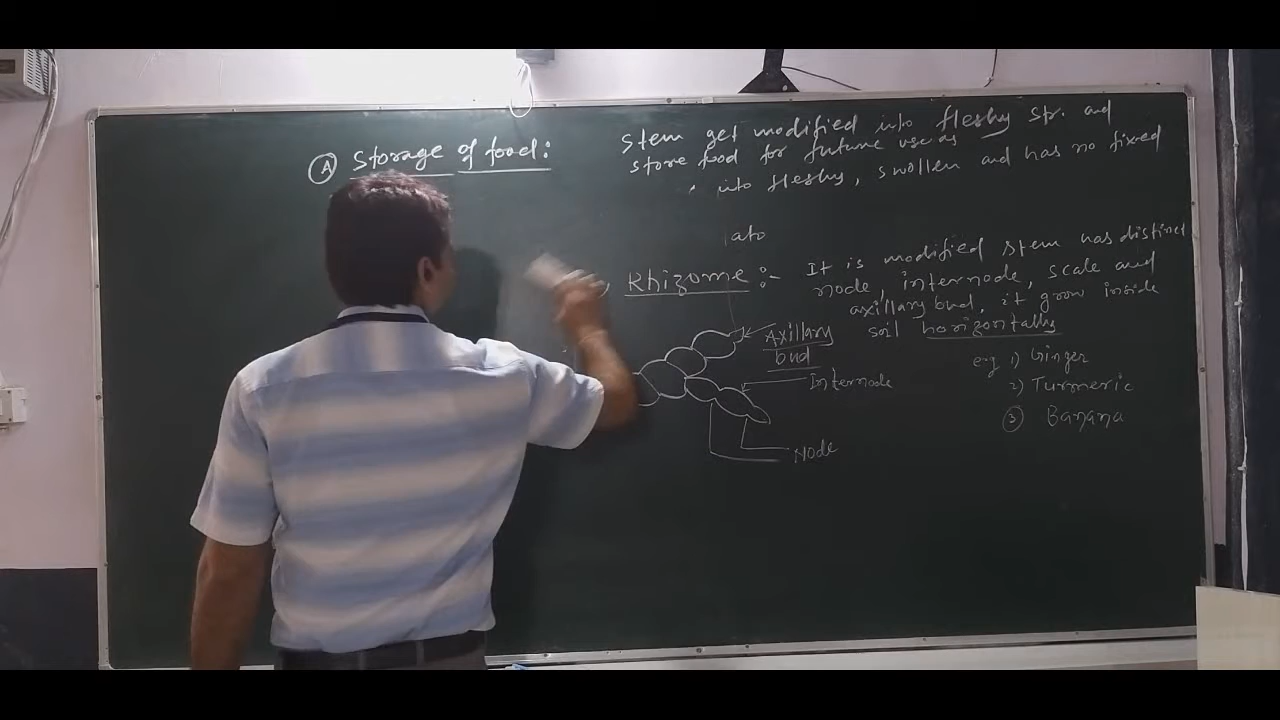 (A) Storage of food:
Stem get modified into fleshy str. and
store food for future use as
into fleshy, swollen and has no fixed
ato
Rhizome :- It is modified stem has distinct
node, internode, scale and
axillary bud, it grow inside
soil horizontally
Axillary
bud
Internode
Node
eg 1) Ginger
2) Turmeric
(3) Banana